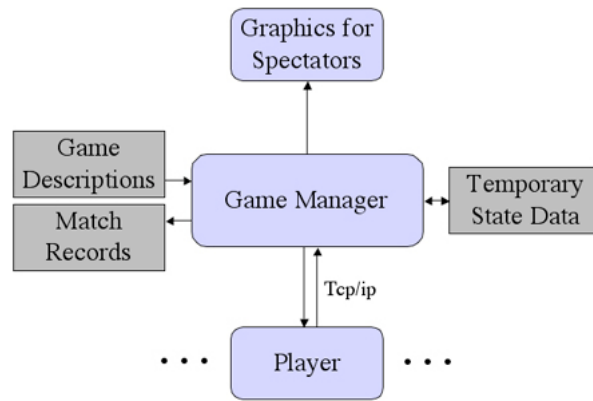 Graphics for
Spectators
Game
Descriptions
Match
Records
Game Manager
Temporary
State Data
Tcp/ip
. . .
Player
. . .